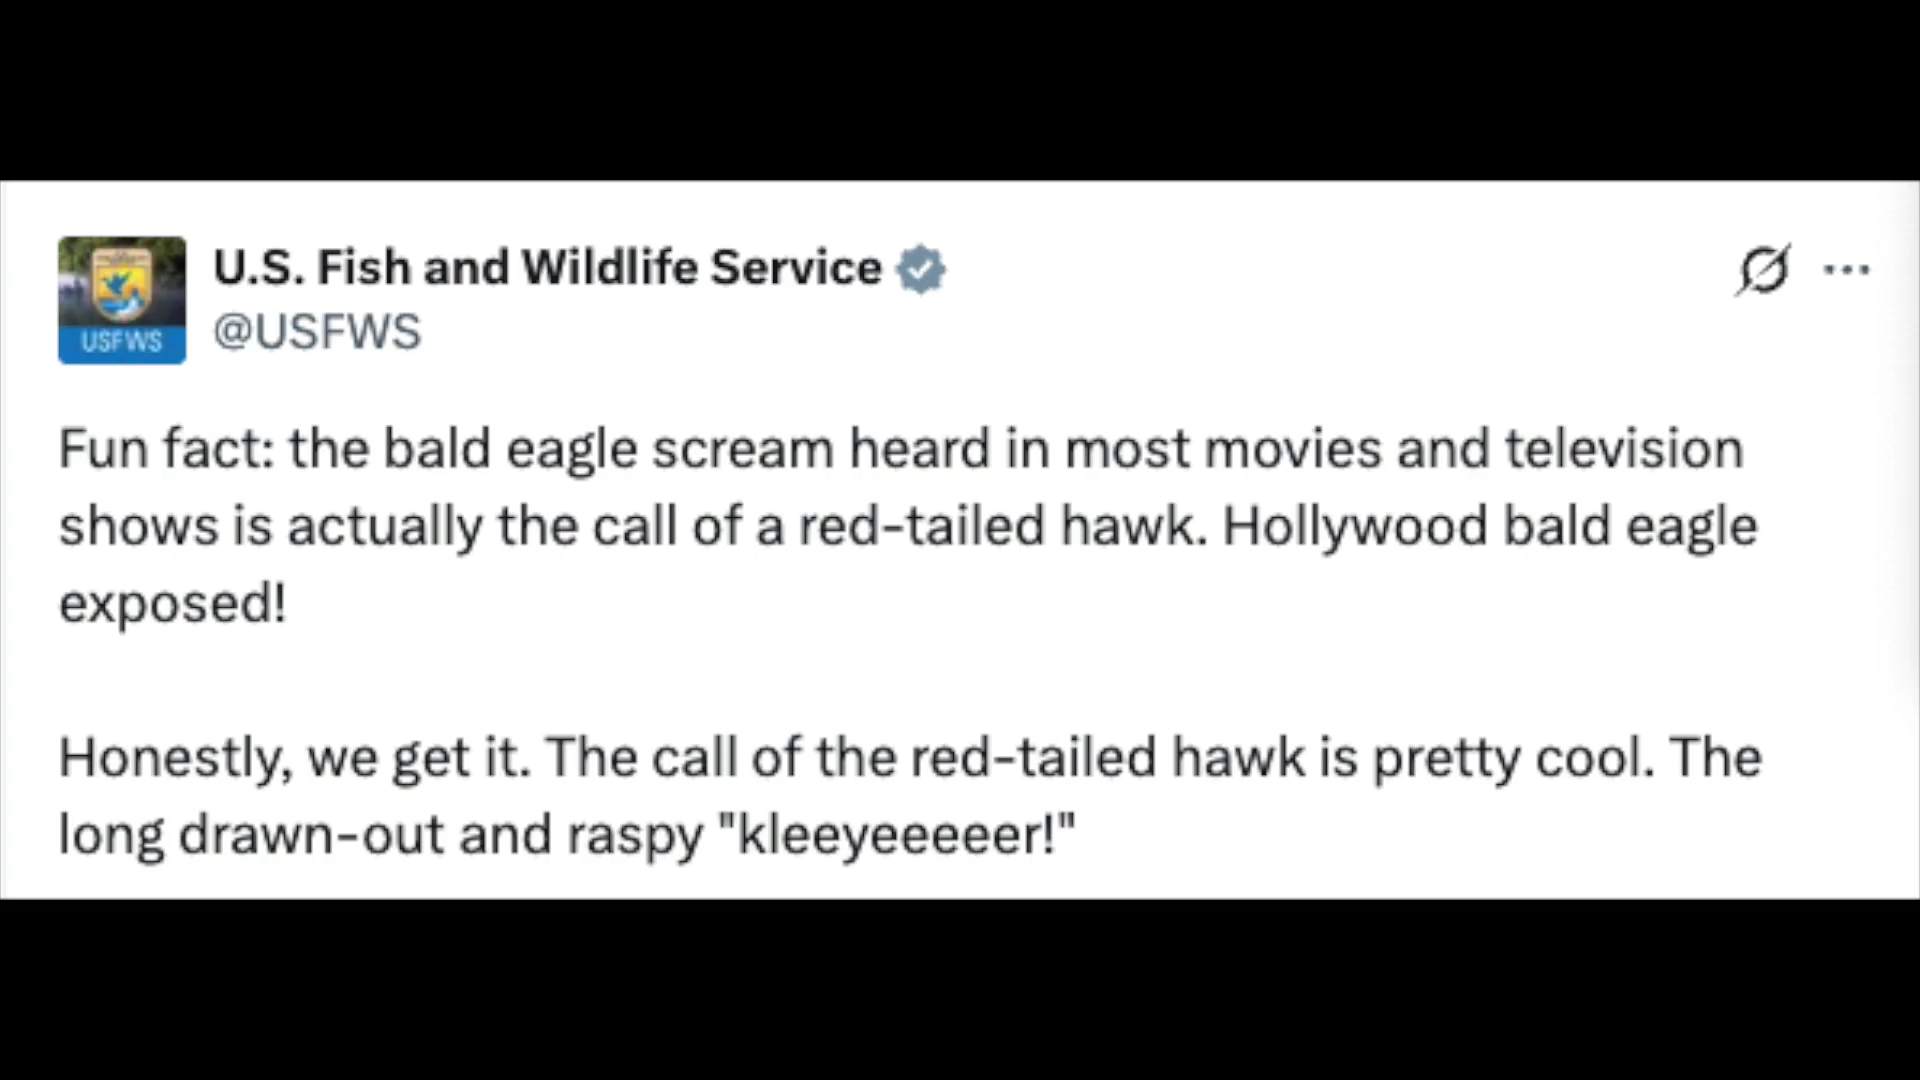 U.S. Fish and Wildlife Service
@USFWS
USFWS
Fun fact: the bald eagle scream heard in most movies and television
shows is actually the call of a red-tailed hawk. Hollywood bald eagle
exposed!
Honestly, we get it. The call of the red-tailed hawk is pretty cool. The
long drawn-out and raspy "kleeyeeeeer!"